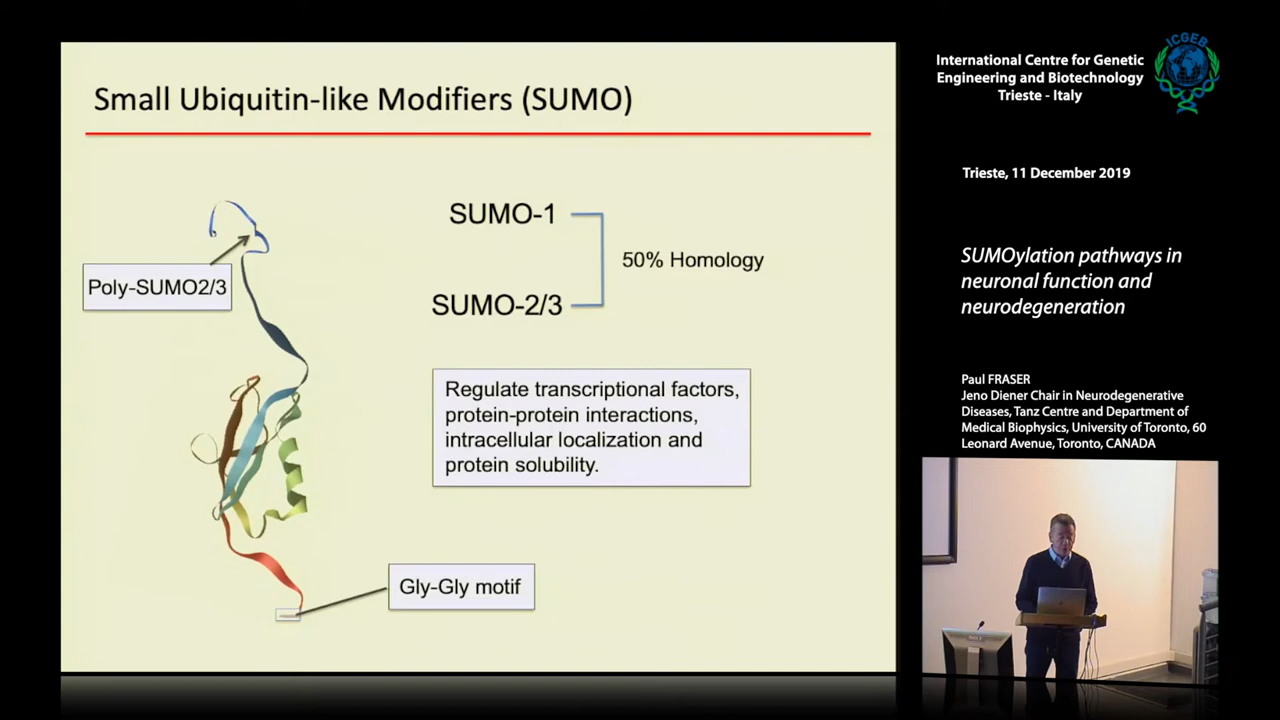 Small Ubiquitin-like Modifiers (SUMO)
SUMO-1
50% Homology
Poly-SUMO2/3
SUMO-2/3
Regulate transcriptional factors,
protein-protein interactions,
intracellular localization and
protein solubility.
Gly-Gly motif
International Centre for Genetic
Engineering and Biotechnology
Trieste - Italy
ICGEB
Trieste, 11 December 2019
SUMOylation pathways in
neuronal function and
neurodegeneration
Paul FRASER
Jeno Diener Chair in Neurodegenerative
Diseases, Tanz Centre and Department of
Medical Biophysics, University of Toronto, 60
Leonard Avenue, Toronto, CANADA